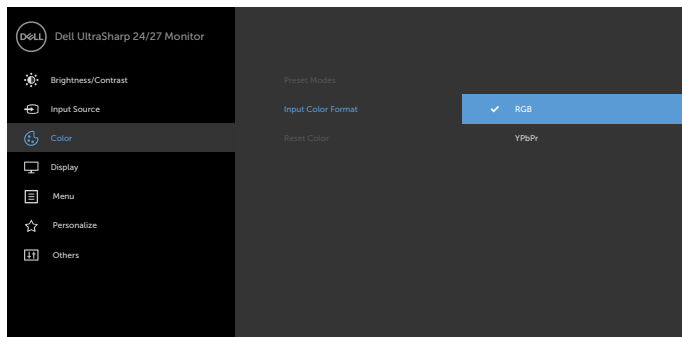 DELL Dell UltraSharp 24/27 Monitor
Brightness/Contrast
Input Source
Color
Display
Menu
Personalize
Others
Preset Modes
Input Color Format
Reset Color
RGB
YPbPr